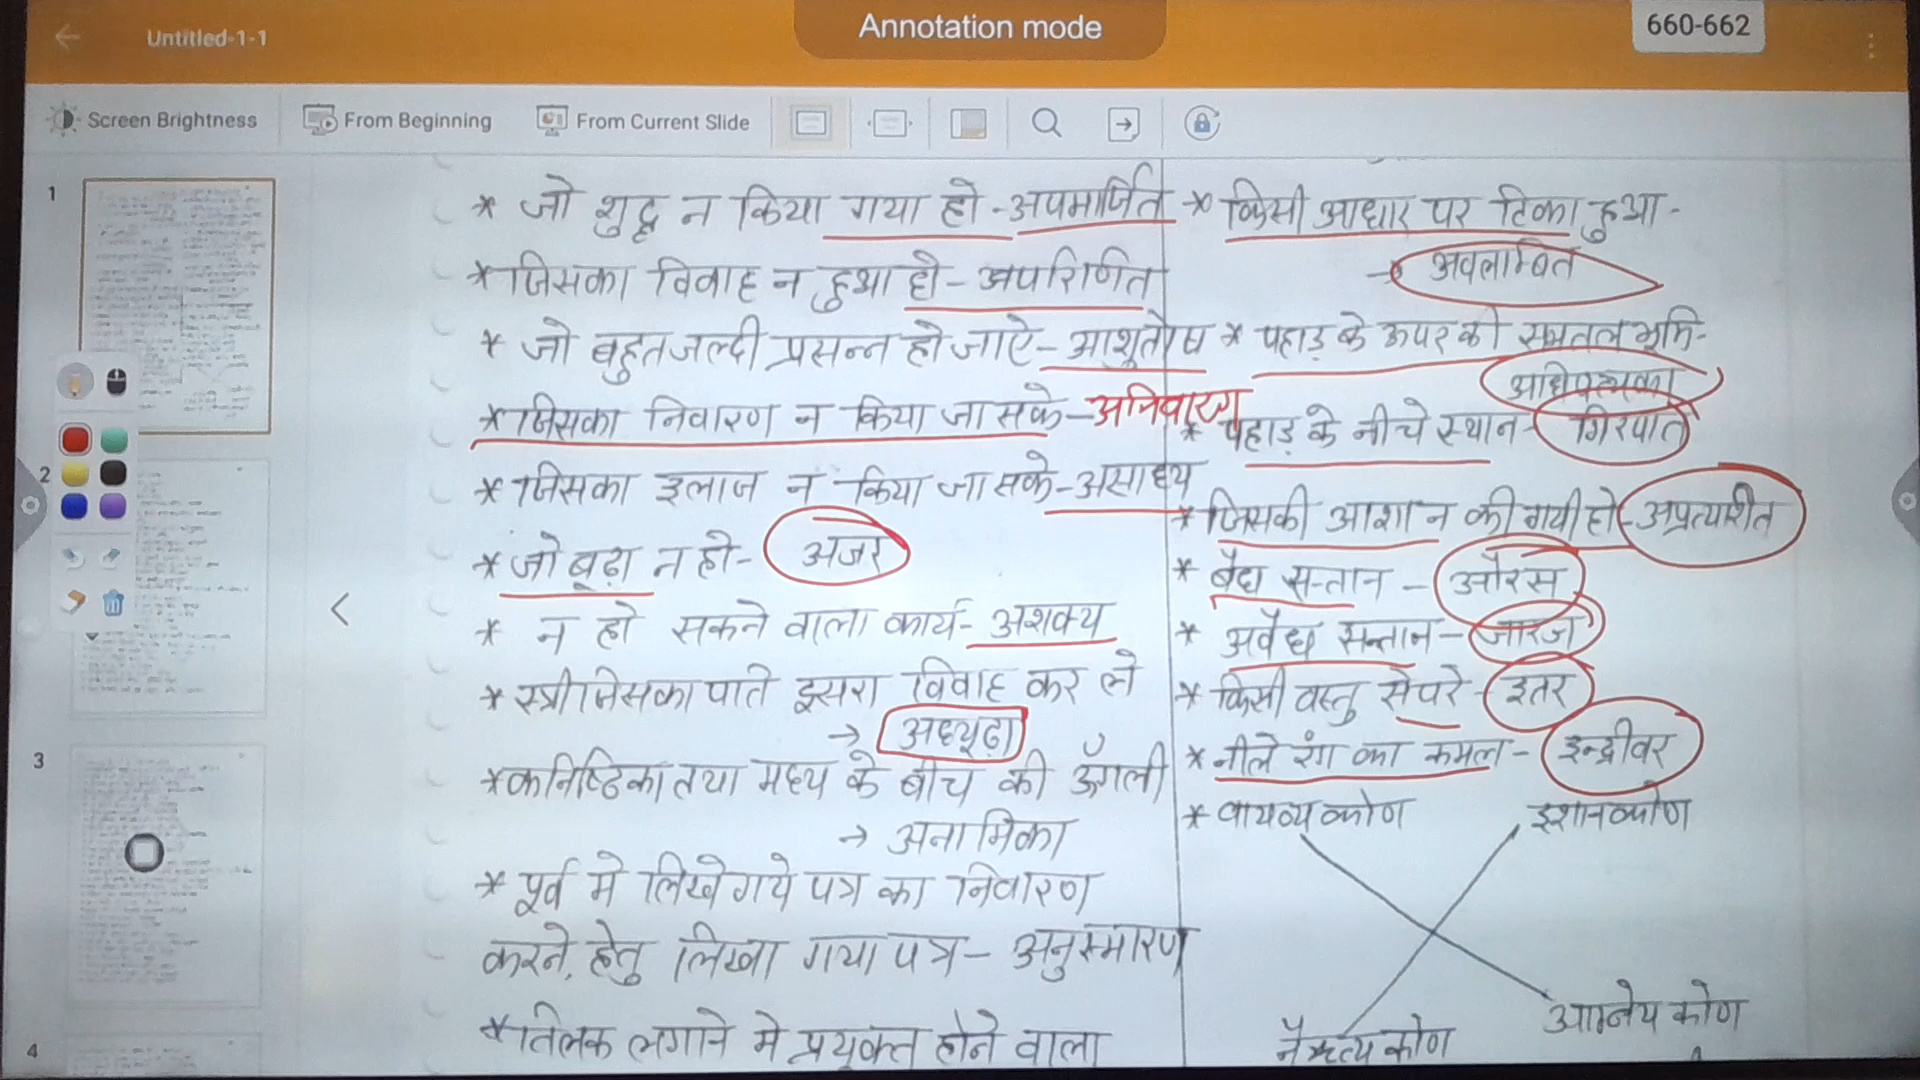 Annotation mode
660-662
Untitled-1-1
Screen Brightness
From Beginning
From Current Slide
1
2
3
4
* जो शुद्ध न किया गया हो - अपमार्जित
* जिसका विवाह न हुआ हो - अपरिणित
* जो बहुत जल्दी प्रसन्न हो जाऐ - आशुतोष
* जिसका निवारण न किया जा सके - अनिवारय
* जिसका इलाज न किया जा सके - असाध्य
* जो बूढ़ा न हो - अजर
* न हो सकने वाला कार्य - अशक्य
* स्त्री जिसका पति दूसरा विवाह कर ले
→ अध्यूढ़ा
* कनिष्ठिका तथा मध्य के बीच की ऊँगली
→ अनामिका
* पूर्व मे लिखे गये पत्र का निवारण
करने हेतु लिखा गया पत्र - अनुस्मारण
* तिलक लगाने मे प्रयुक्त होने वाला
* किसी आधार पर टिका हुआ -
→ अवलम्बित
* पहाड़ के ऊपर की समतल भूमि -
* पहाड़ के नीचे स्थान - गिरपात
* जिसकी आशा न की गयी हो - अप्रत्याशीत
* वैध सन्तान - औरस
* अवैध सन्तान - जारज
* किसी वस्तु से परे - इतर
* नीले रंग का कमल - इन्द्रीवर
* वायव्य कोण इशान कोण
नैऋत्य कोण आग्नेय कोण